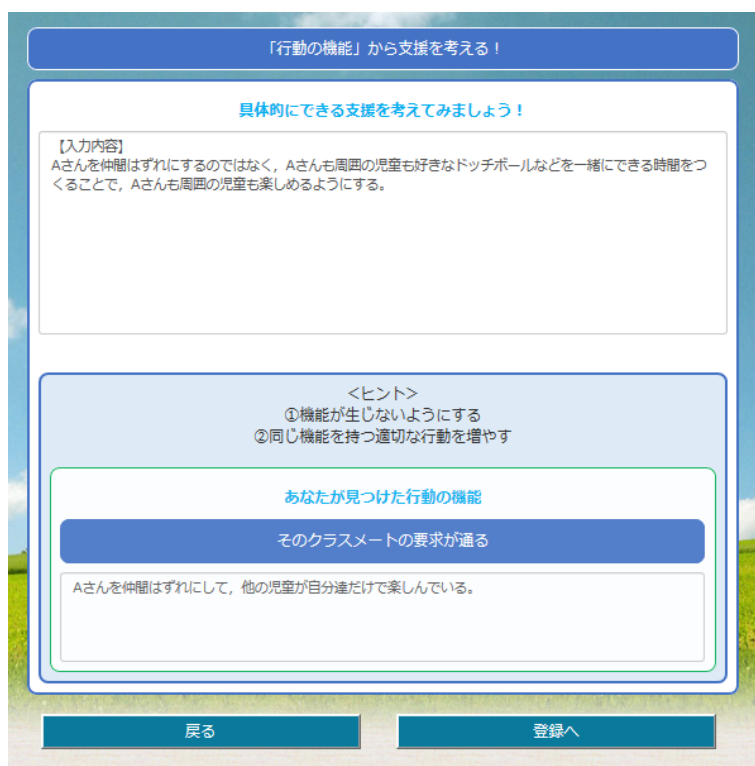 「行動の機能」から支援を考える！
具体的にできる支援を考えてみましょう！
【入力内容】
Aさんを仲間はずれにするのではなく，Aさんも周囲の児童も好きなドッチボールなどを一緒にできる時間をつ
くることで，Aさんも周囲の児童も楽しめるようにする。
<ヒント>
①機能が生じないようにする
②同じ機能を持つ適切な行動を増やす
あなたが見つけた行動の機能
そのクラスメートの要求が通る
Aさんを仲間はずれにして，他の児童が自分達だけで楽しんでいる。
戻る
登録へ